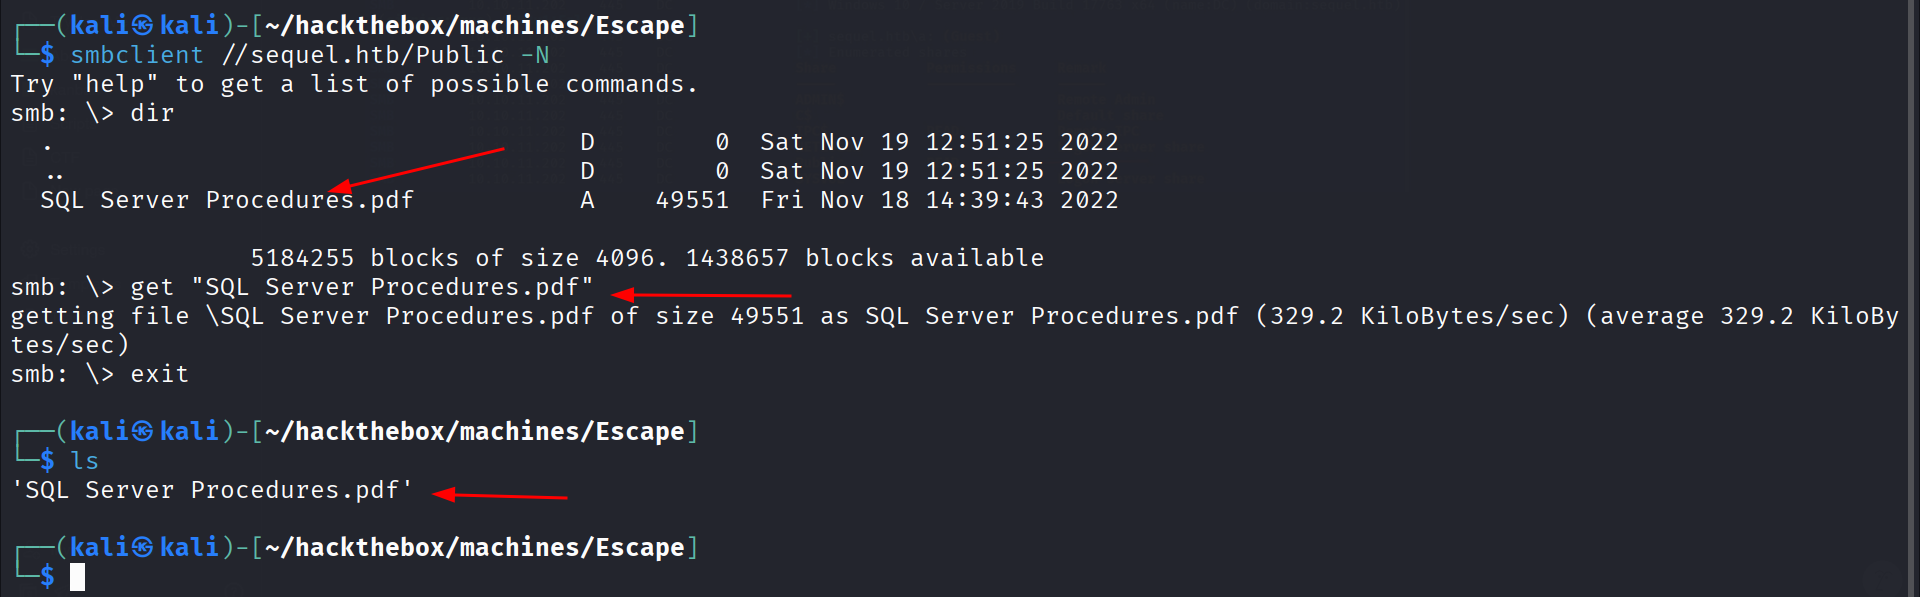 ┌──(kali㉿kali)-[~/hackthebox/machines/Escape]
└─$ smbclient //sequel.htb/Public -N
Try "help" to get a list of possible commands.
smb: \> dir
  .                                   D        0  Sat Nov 19 12:51:25 2022
  ..                                  D        0  Sat Nov 19 12:51:25 2022
  SQL Server Procedures.pdf           A    49551  Fri Nov 18 14:39:43 2022

                5184255 blocks of size 4096. 1438657 blocks available
smb: \> get "SQL Server Procedures.pdf"
getting file \SQL Server Procedures.pdf of size 49551 as SQL Server Procedures.pdf (329.2 KiloBytes/sec) (average 329.2 KiloBy
tes/sec)
smb: \> exit

┌──(kali㉿kali)-[~/hackthebox/machines/Escape]
└─$ ls
'SQL Server Procedures.pdf'

┌──(kali㉿kali)-[~/hackthebox/machines/Escape]
└─$